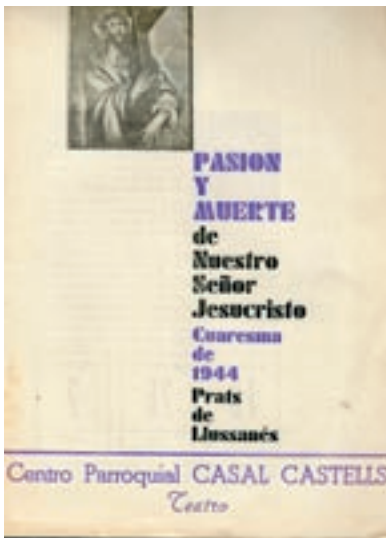 PASION
Y
MUERTE
de
Nuestro
Señor
Jesucristo
Cuaresma
de
1944
Prats
de
Llussanés
Centro Parroquial CASAL CASTELLS
Teatro